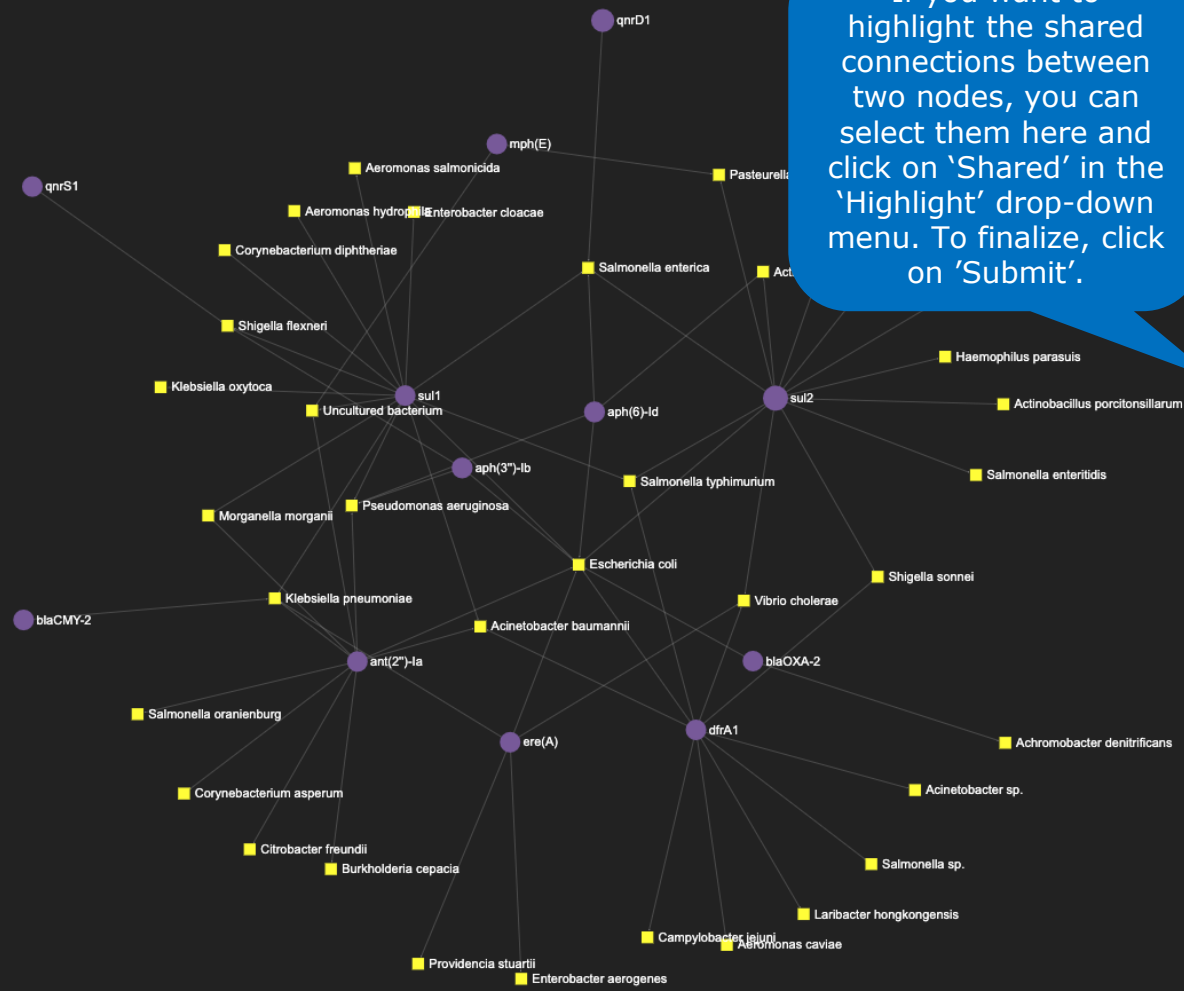 If you want to
highlight the shared
connections between
two nodes, you can
select them here and
click on ‘Shared’ in the
‘Highlight’ drop-down
menu. To finalize, click
on ’Submit’.
qnrD1
mph(E)
Aeromonas salmonicida
qnrS1
Aeromonas hydrophila
Enterobacter cloacae
Corynebacterium diphtheriae
Salmonella enterica
Shigella flexneri
Haemophilus parasuis
Klebsiella oxytoca
sul1
sul2
Actinobacillus porcitonsillarum
Uncultured bacterium
aph(6)-Id
aph(3")-Ib
Salmonella enteritidis
Salmonella typhimurium
Pseudomonas aeruginosa
Morganella morganii
Escherichia coli
Shigella sonnei
Klebsiella pneumoniae
Vibrio cholerae
blaCMY-2
Acinetobacter baumannii
ant(2")-Ia
blaOXA-2
Salmonella oranienburg
dfrA1
ere(A)
Achromobacter denitrificans
Corynebacterium asperum
Acinetobacter sp.
Citrobacter freundii
Salmonella sp.
Burkholderia cepacia
Laribacter hongkongensis
Campylobacter jejuni
Aeromonas caviae
Providencia stuartii
Enterobacter aerogenes